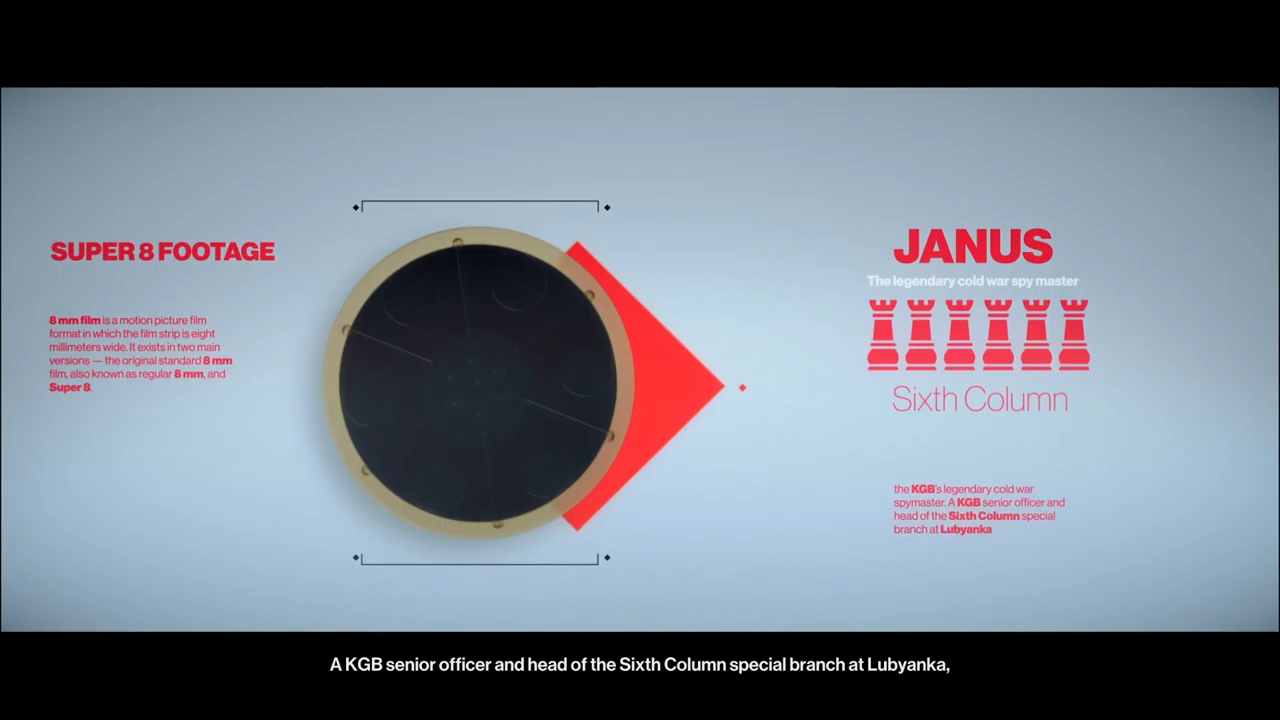 SUPER 8 FOOTAGE
8 mm film is a motion picture film
format in which the film strip is eight
millimeters wide. It exists in two main
versions — the original standard 8 mm
film, also known as regular 8 mm, and
Super 8.
JANUS
The legendary cold war spy master
Sixth Column
the KGB's legendary cold war
spymaster. A KGB senior officer and
head of the Sixth Column special
branch at Lubyanka
A KGB senior officer and head of the Sixth Column special branch at Lubyanka,